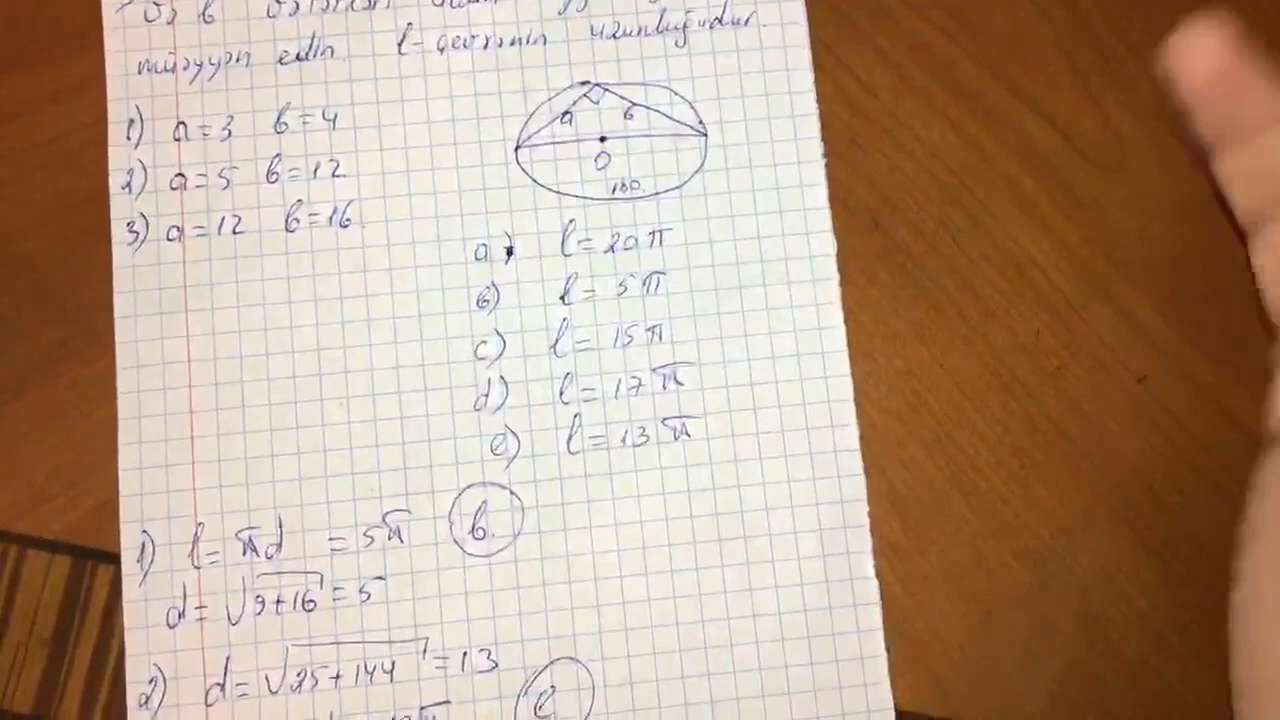 müəyyən edin. l-çevrənin uzunluğudur.
1) a=3 b=4
2) a=5 b=12
3) a=12 b=16
a b
O
180
a) l=20π
b) l=5π
c) l=15π
d) l=17π
e) l=13π
1) l=πd =5π b.
d=√9+16=5
2) d=√25+144=13 e